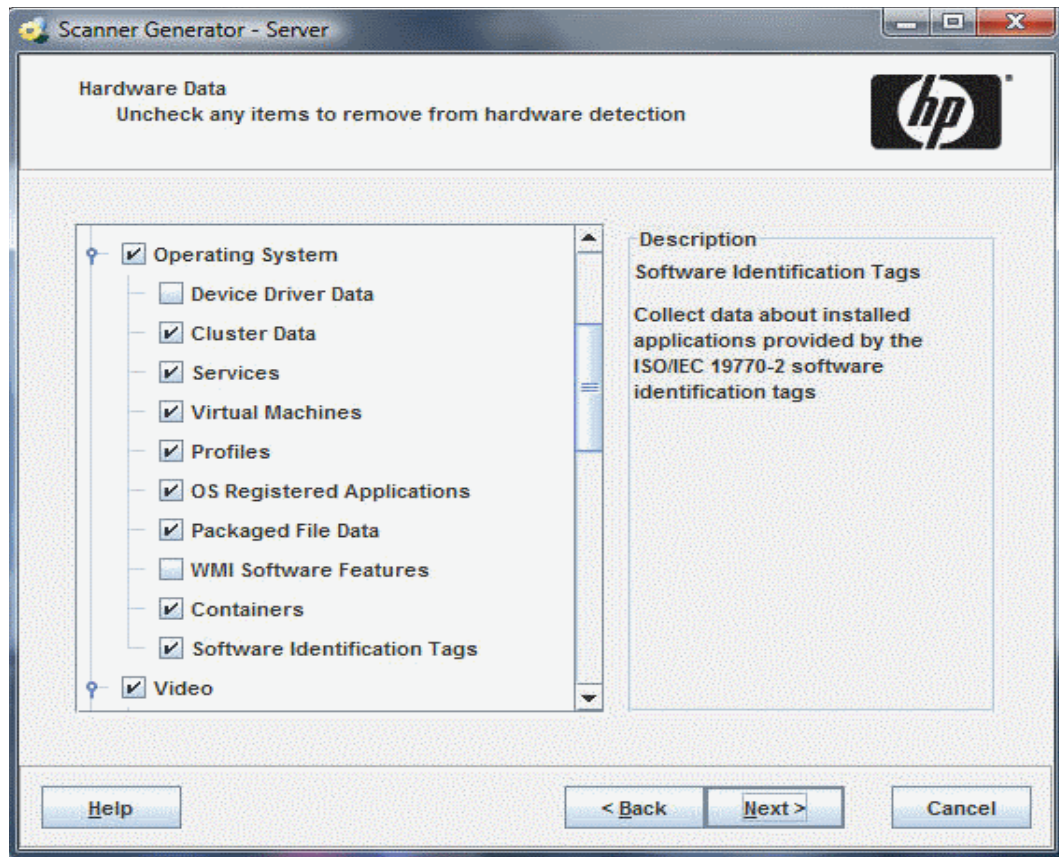 Scanner Generator - Server
Hardware Data
Uncheck any items to remove from hardware detection
hp
Operating System
Device Driver Data
Cluster Data
Services
Virtual Machines
Profiles
OS Registered Applications
Packaged File Data
WMI Software Features
Containers
Software Identification Tags
Video
Description
Software Identification Tags
Collect data about installed
applications provided by the
ISO/IEC 19770-2 software
identification tags
Help
< Back
Next >
Cancel